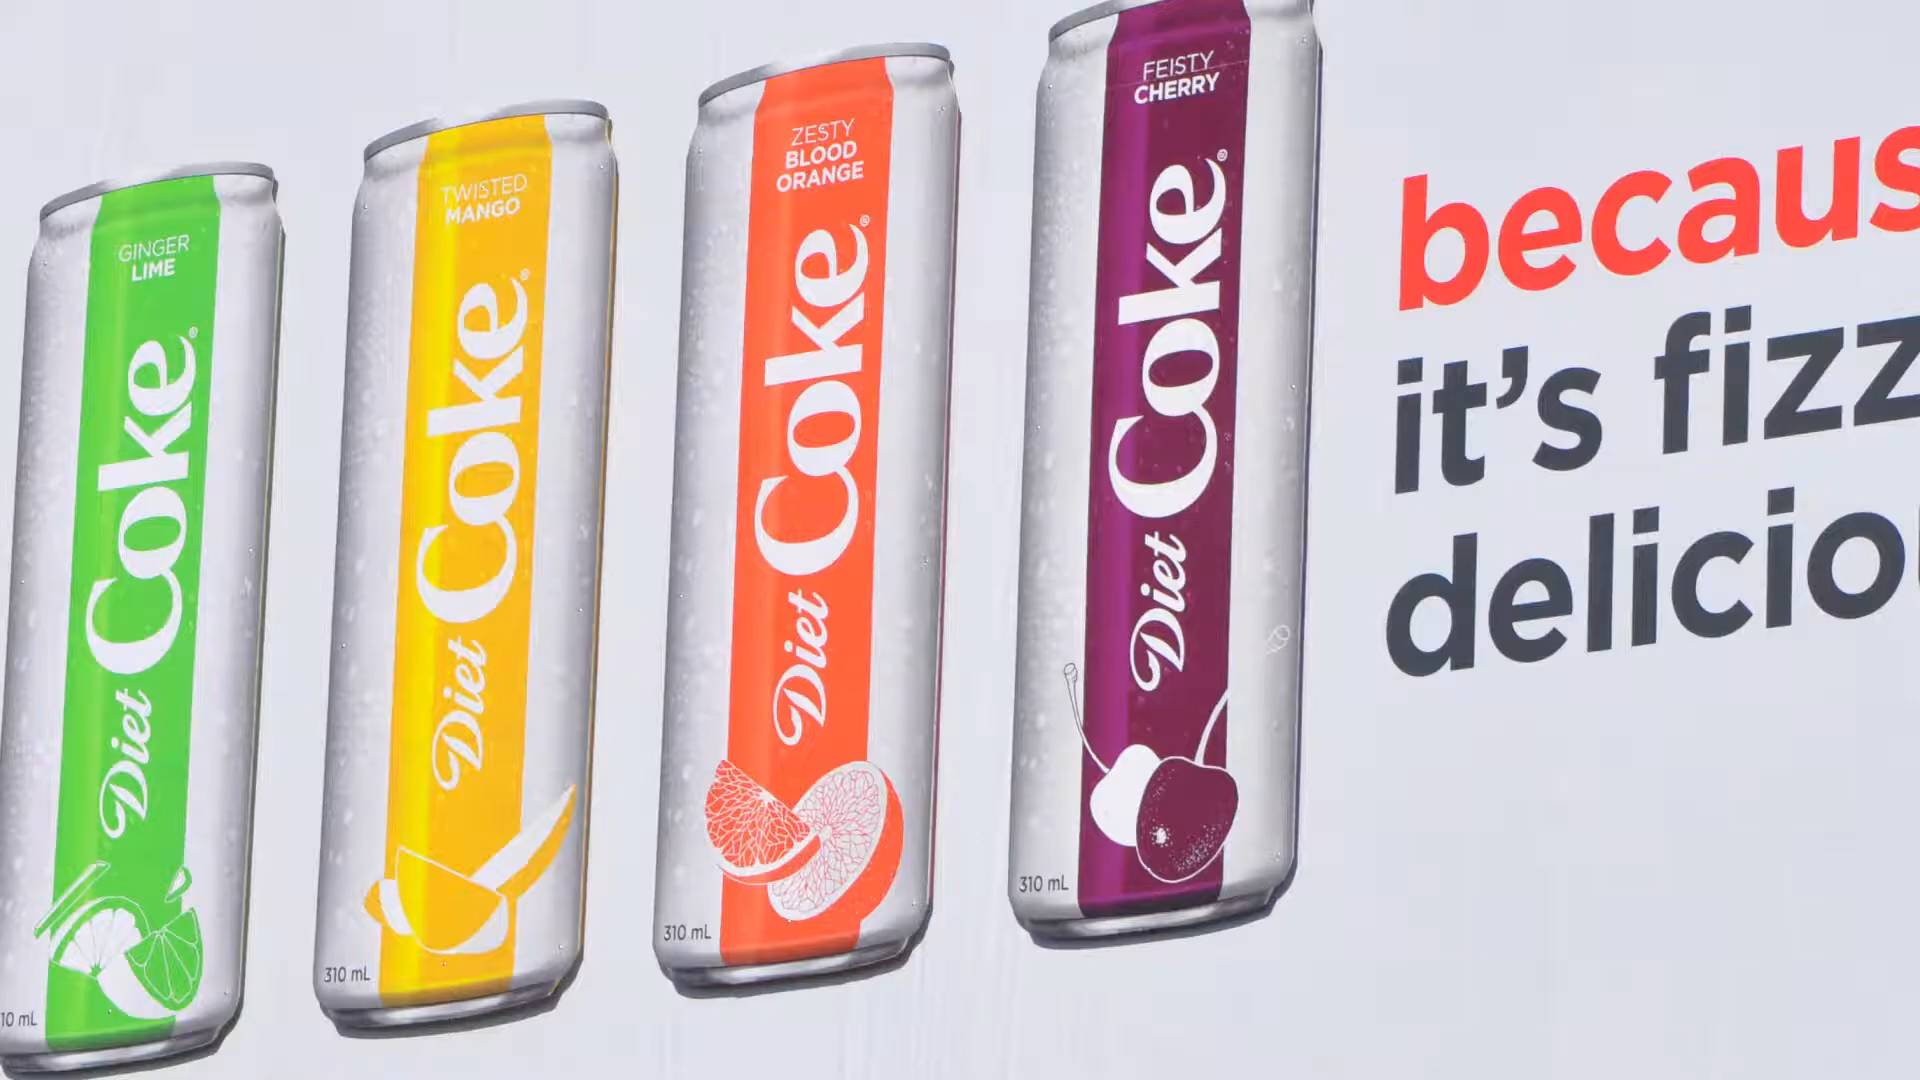 GINGER
LIME
Diet Coke®
TWISTED
MANGO
Diet Coke®
310 mL
ZESTY
BLOOD
ORANGE
Diet Coke®
310 mL
FEISTY
CHERRY
Diet Coke®
310 mL
becaus
it's fizz
delicio
10 mL